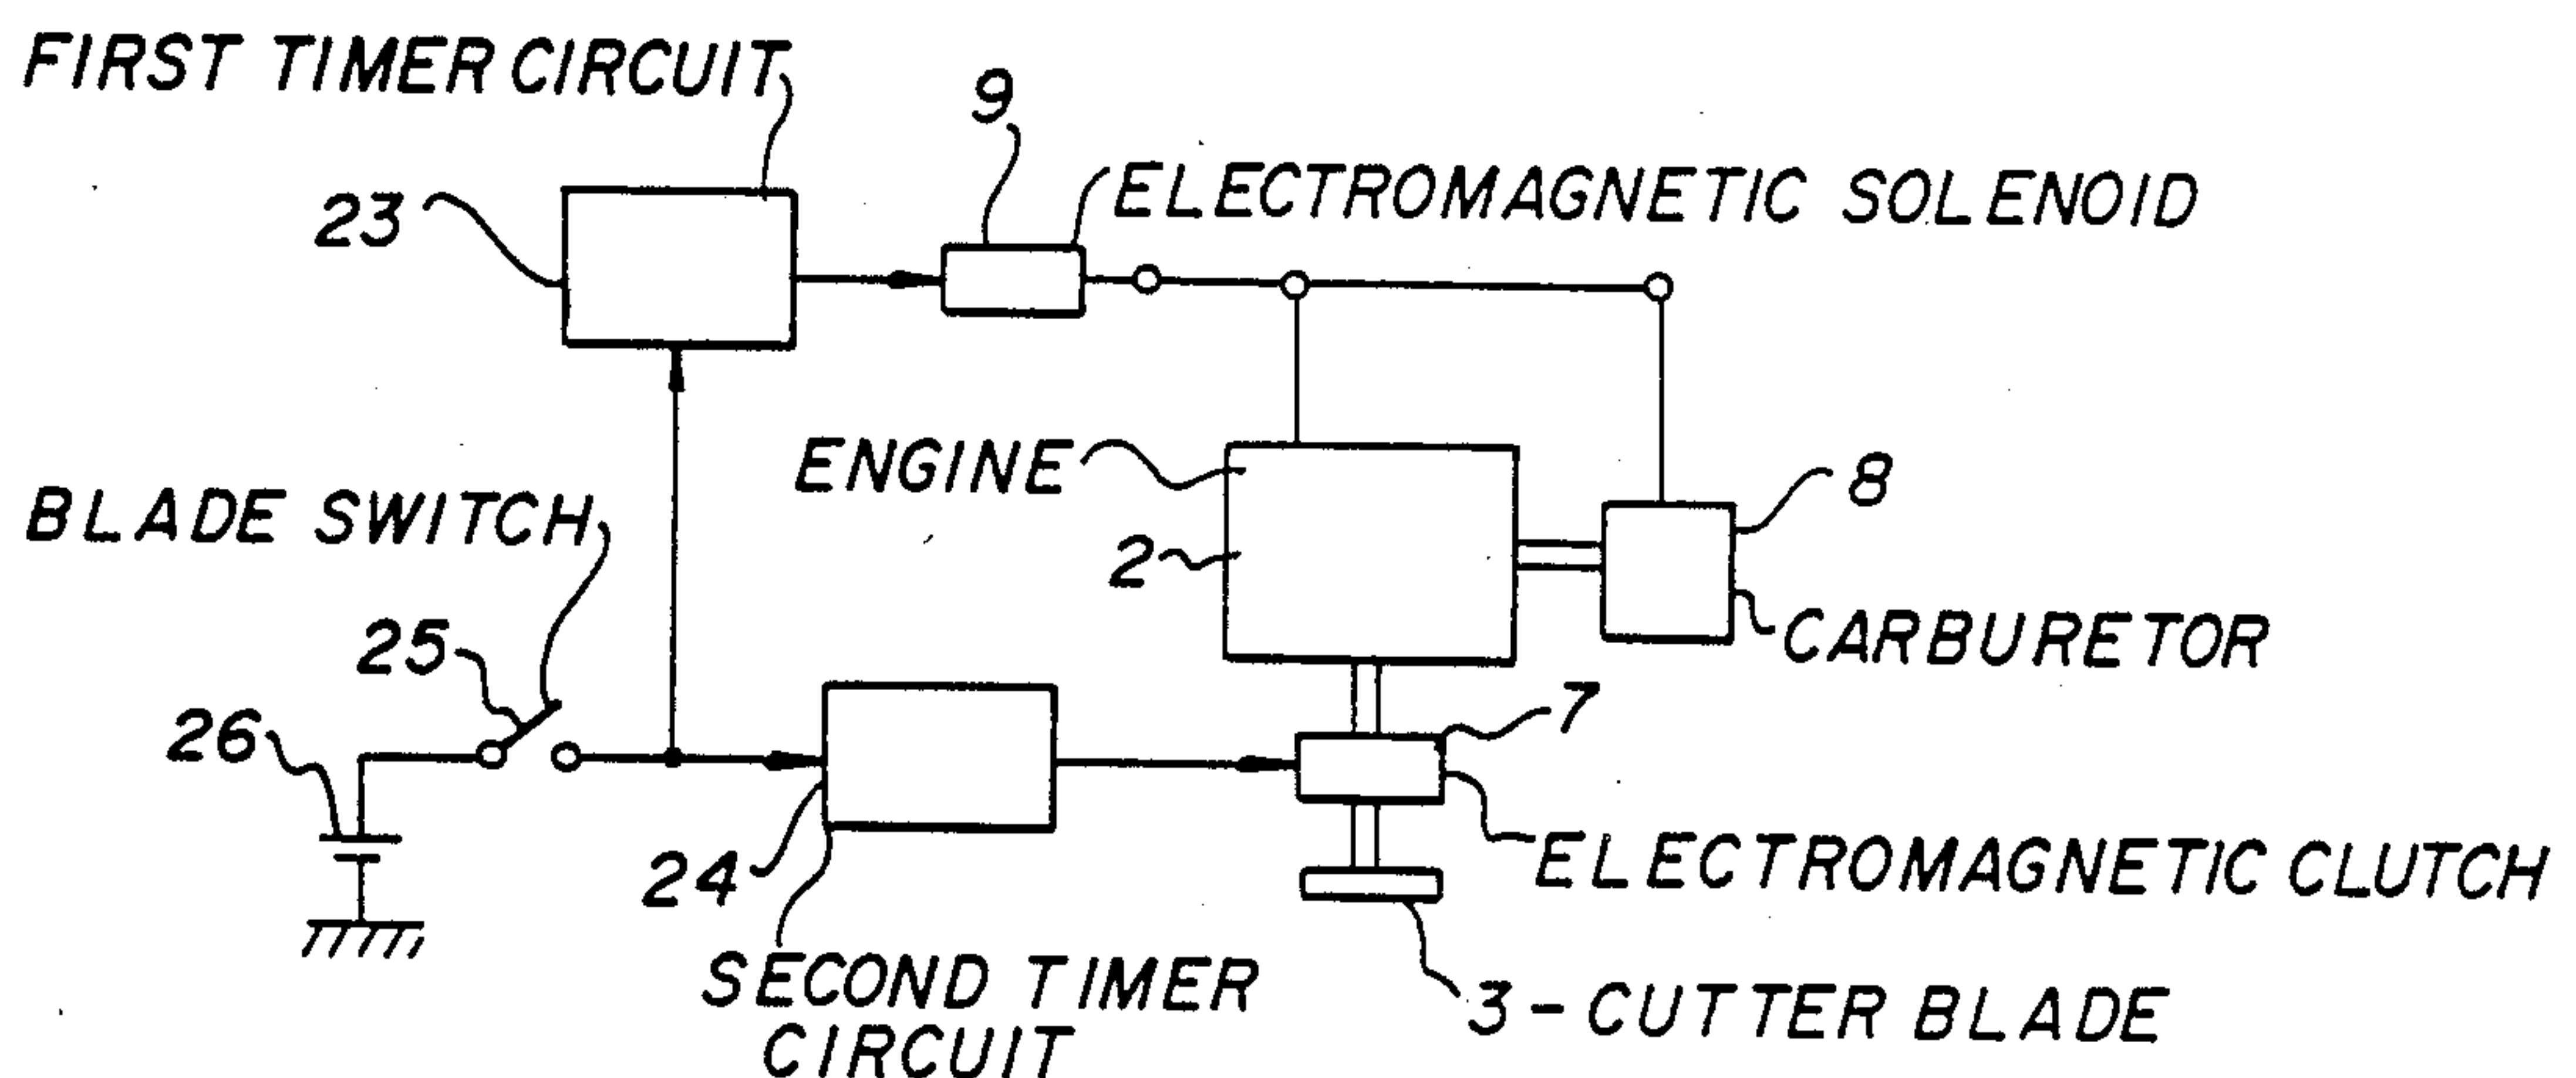 FIRST TIMER CIRCUIT
9
ELECTROMAGNETIC SOLENOID
23
ENGINE
8
BLADE SWITCH
2
25
CARBURETOR
26
7
24
ELECTROMAGNETIC CLUTCH
SECOND TIMER
CIRCUIT
3-CUTTER BLADE